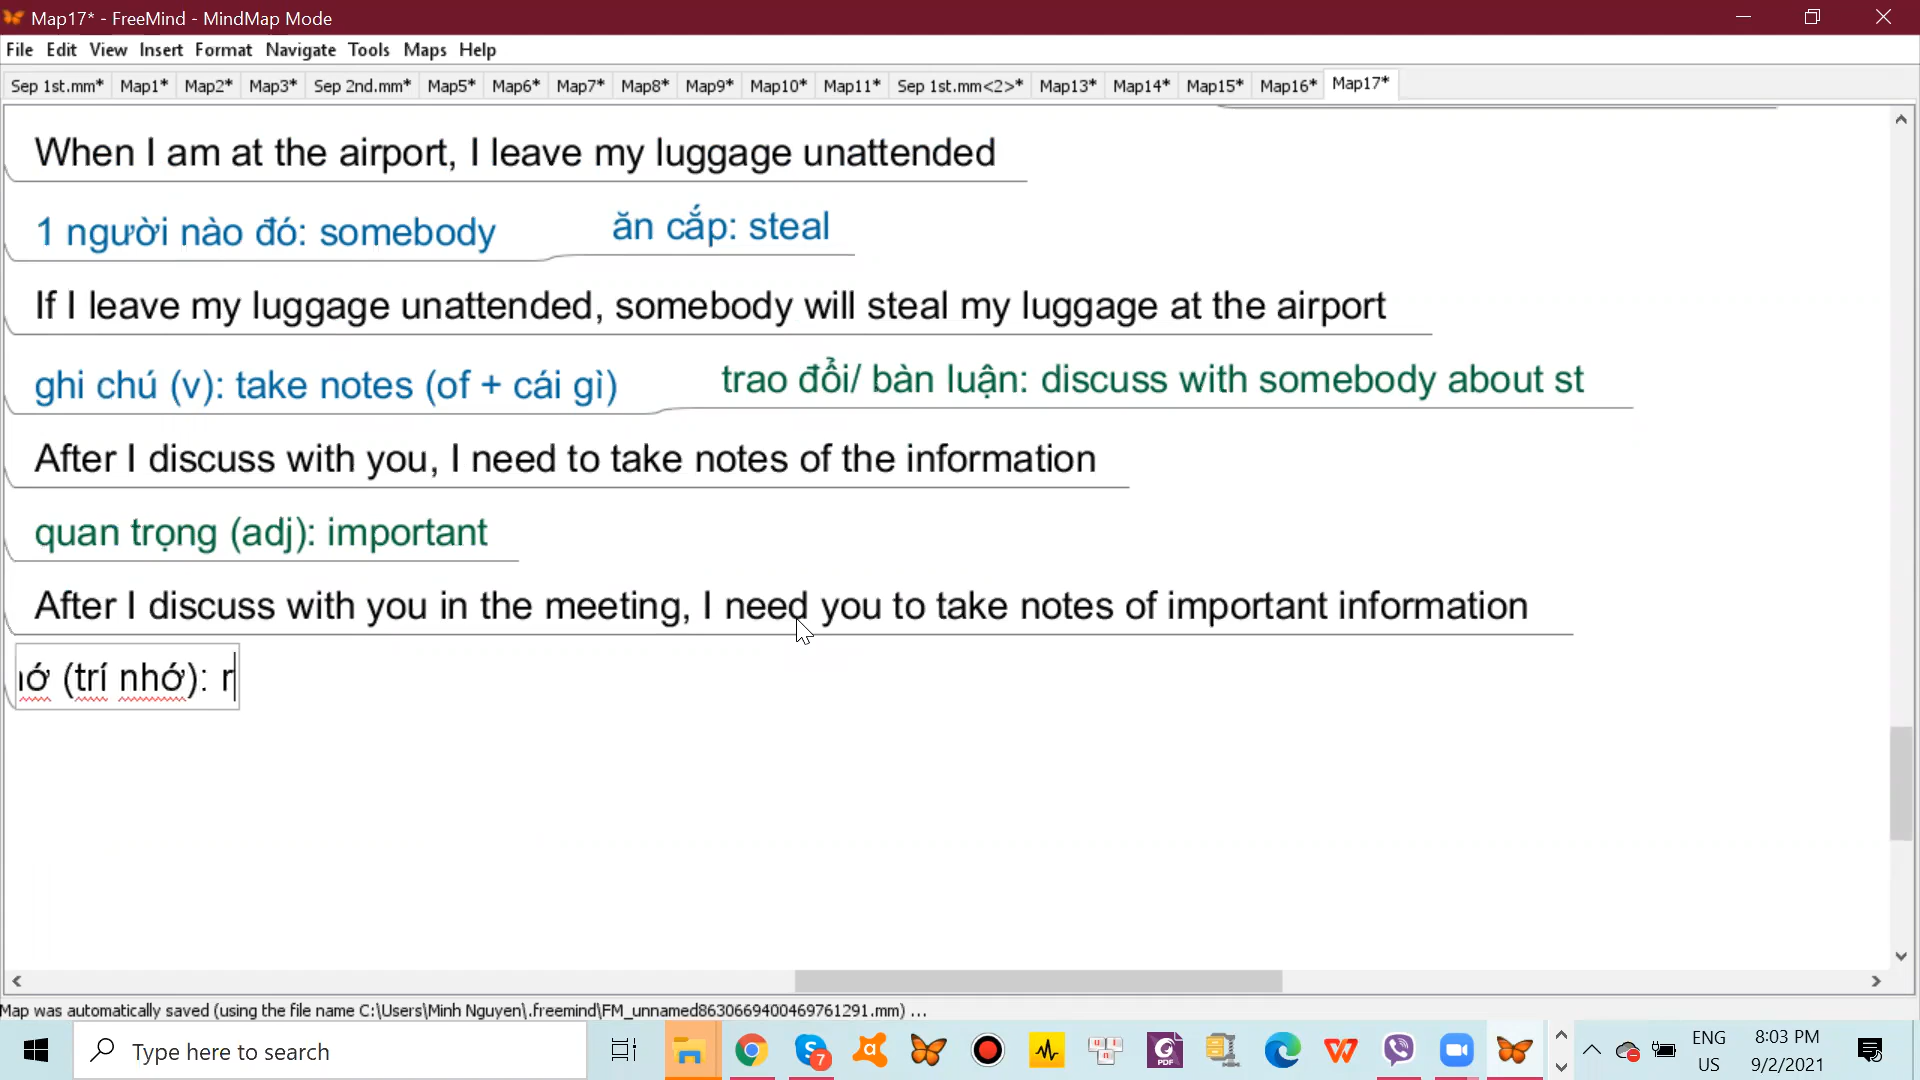 Map17* - FreeMind - MindMap Mode
File Edit View Insert Format Navigate Tools Maps Help
Sep 1st.mm* Map1* Map2* Map3* Sep 2nd.mm* Map5* Map6* Map7* Map8* Map9* Map10* Map11* Sep 1st.mm<2>* Map13* Map14* Map15* Map16* Map17*
When I am at the airport, I leave my luggage unattended
1 người nào đó: somebody ăn cắp: steal
If I leave my luggage unattended, somebody will steal my luggage at the airport
ghi chú (v): take notes (of + cái gì) trao đổi/ bàn luận: discuss with somebody about st
After I discuss with you, I need to take notes of the information
quan trọng (adj): important
After I discuss with you in the meeting, I need you to take notes of important information
(trí nhớ): r
Map was automatically saved (using the file name C:\Users\Minh Nguyen\.freemind\FM_unnamed8630669400469761291.mm) ...
Type here to search
7
PDF
ENG
US
8:03 PM
9/2/2021